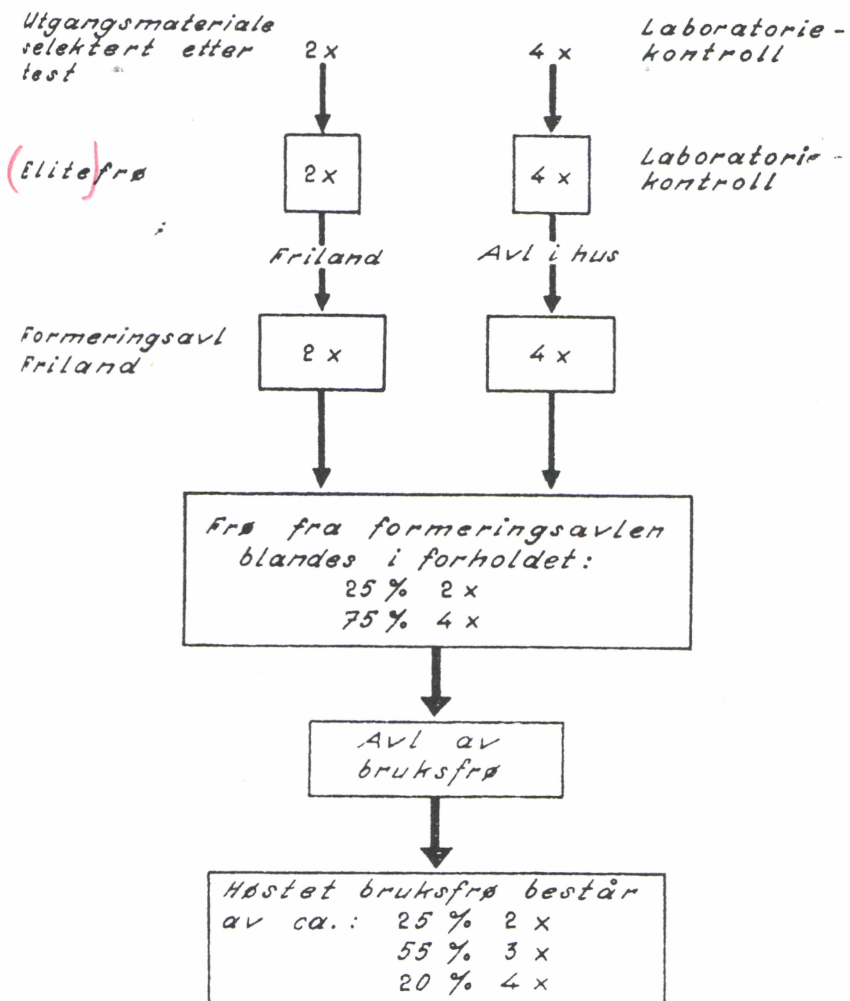 Utgangsmateriale
selektert etter
test
2 x
4 x
Laboratorie-
kontroll
(Elite)frø
2 x
4 x
Laboratorie-
kontroll
Friland
Avl i hus
Formeringsavl
Friland
2 x
4 x
Frø fra formeringsavlen
blandes i forholdet:
25 % 2 x
75 % 4 x
Avl av
bruksfrø
Høstet bruksfrø består
av ca.: 25 % 2 x
55 % 3 x
20 % 4 x